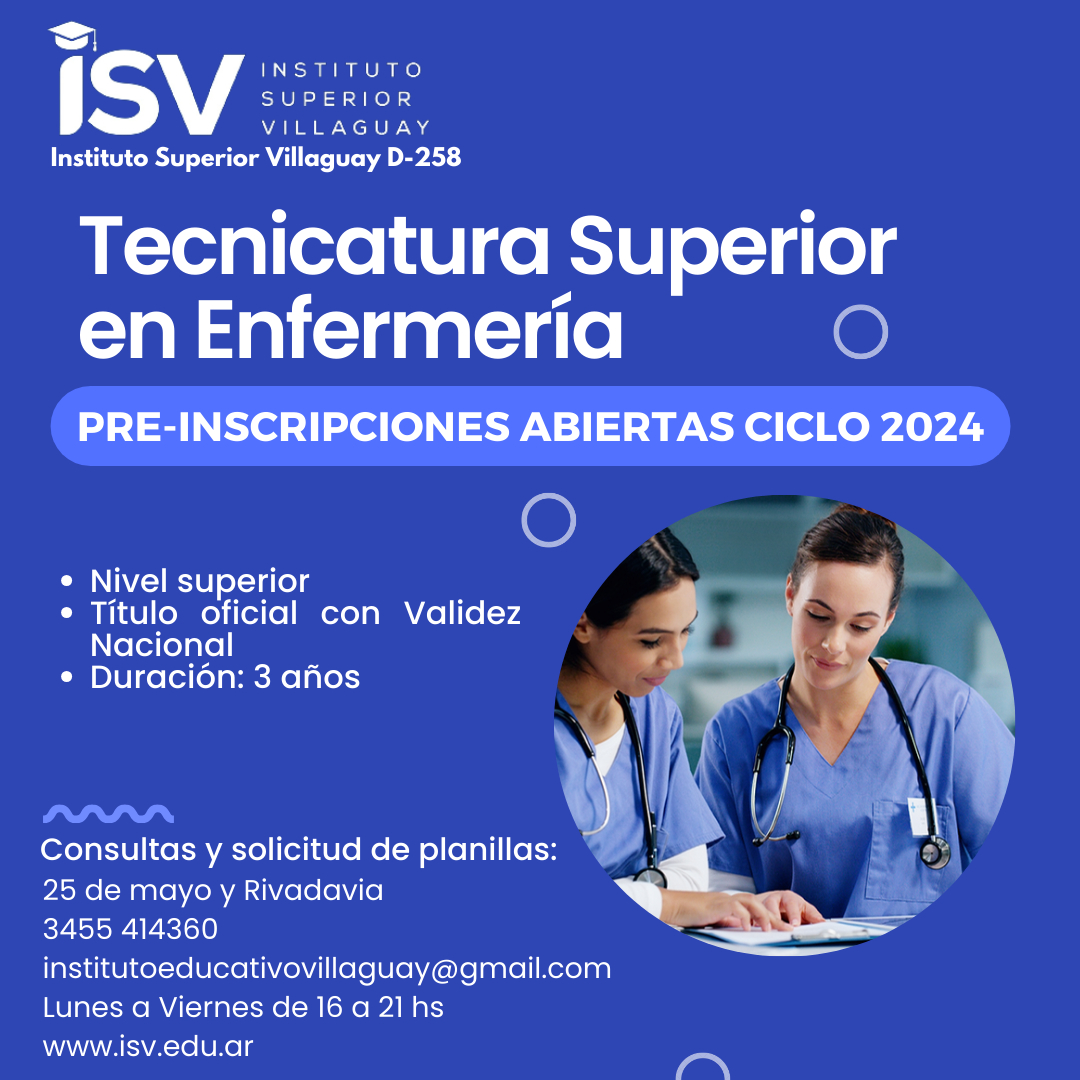 iSV
INSTITUTO
SUPERIOR
VILLAGUAY
Instituto Superior Villaguay D-258
Tecnicatura Superior
en Enfermería
PRE-INSCRIPCIONES ABIERTAS CICLO 2024
• Nivel superior
• Título oficial con Validez
Nacional
• Duración: 3 años
Consultas y solicitud de planillas:
25 de mayo y Rivadavia
3455 414360
institutoeducativovillaguay@gmail.com
Lunes a Viernes de 16 a 21 hs
www.isv.edu.ar